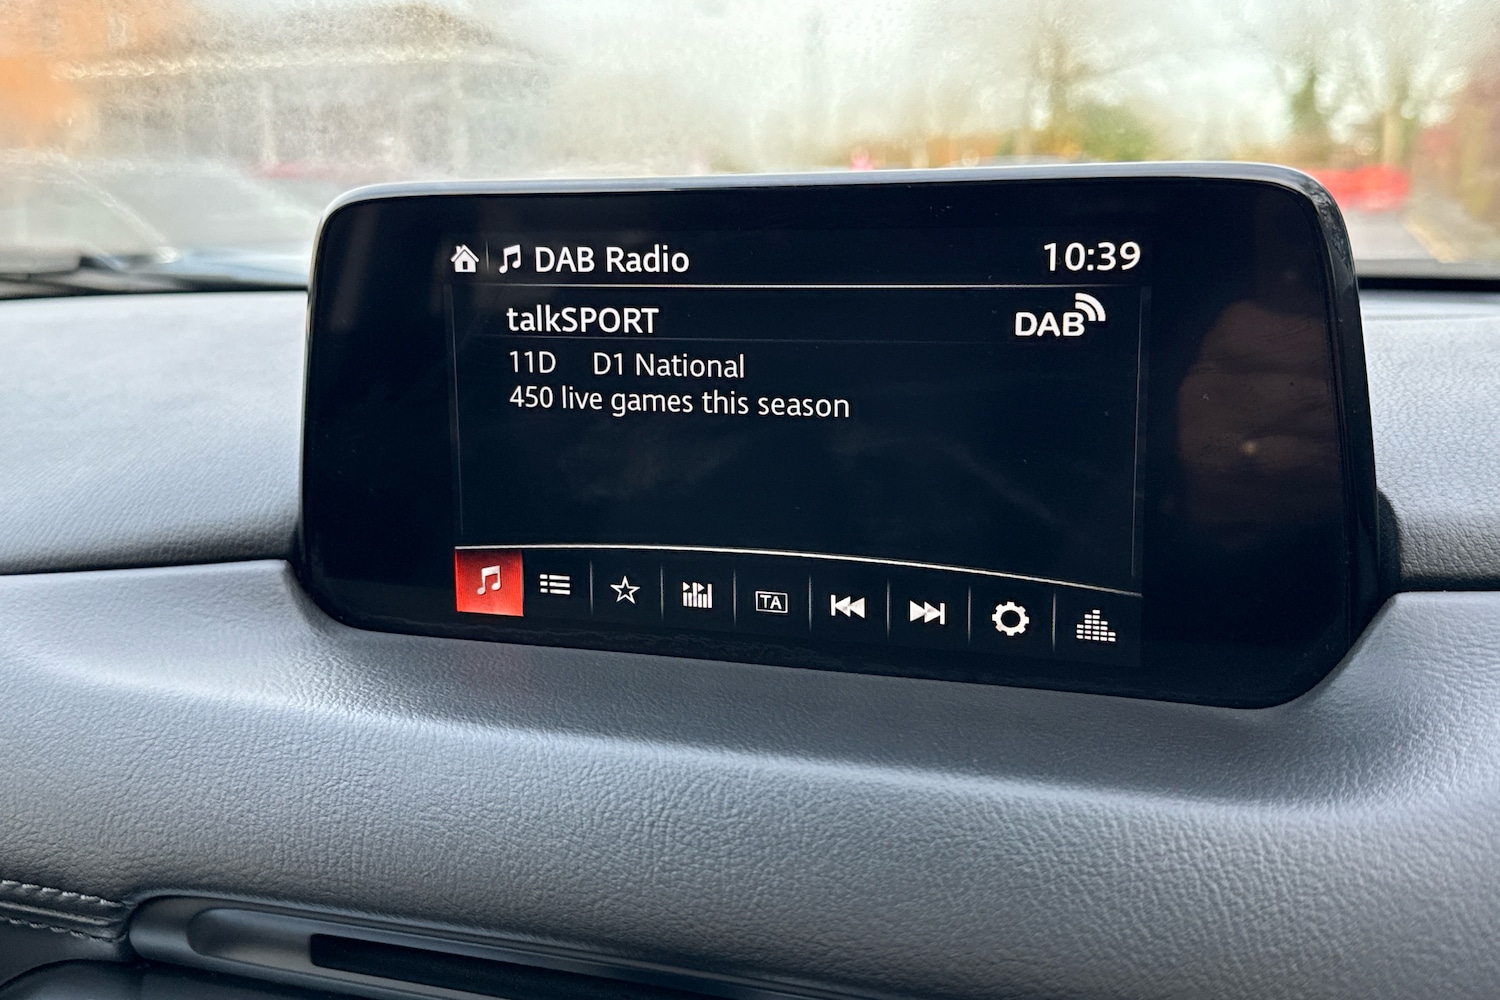 DAB Radio 10:39
talkSPORT DAB
11D D1 National
450 live games this season
TA